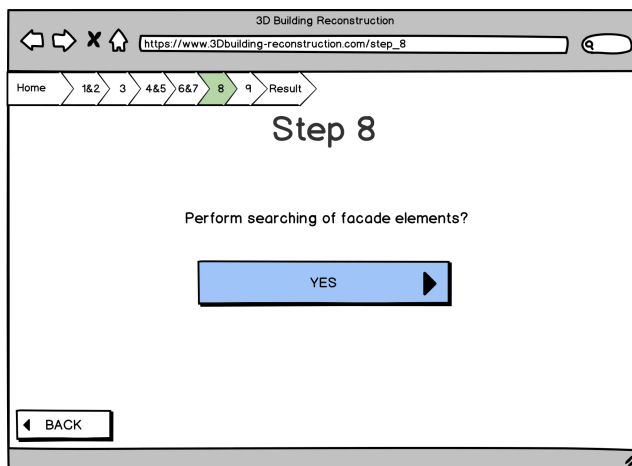 3D Building Reconstruction
https://www.3Dbuilding-reconstruction.com/step_8
Home 1&2 3 4&5 6&7 8 9 Result
Step 8
Perform searching of facade elements?
YES
BACK